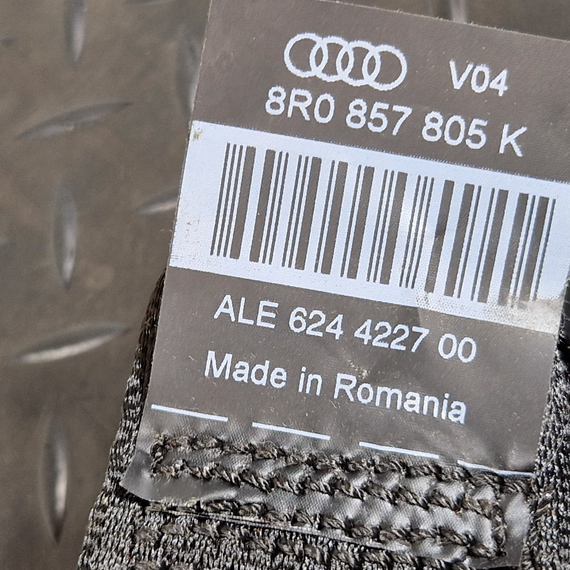 V04
8R0 857 805 K
ALE 624 4227 00
Made in Romania